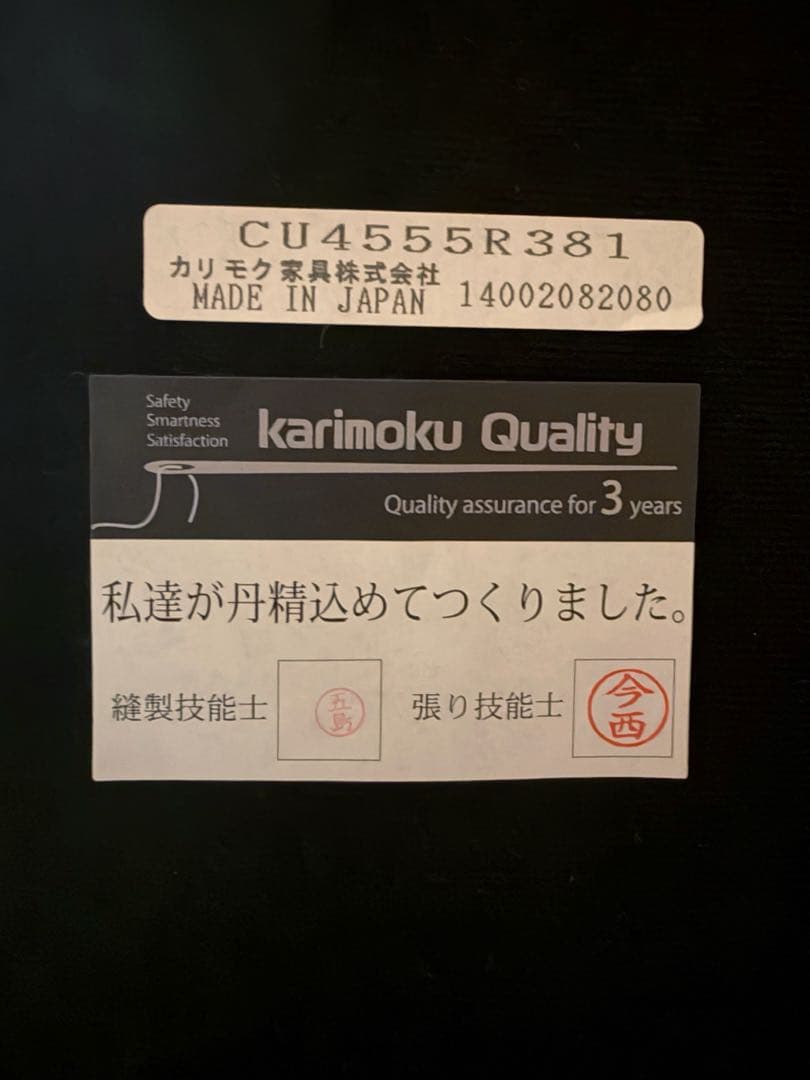 CU4555R381
カリモク家具株式会社
MADE IN JAPAN 14002082080
Safety
Smartness
Satisfaction
karimoku Quality
Quality assurance for 3 years
私達が丹精込めてつくりました。
縫製技能士 五島 張り技能士 今西